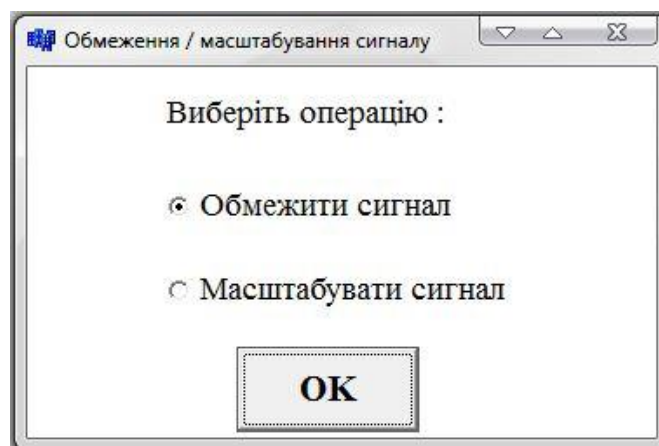 Обмеження / масштабування сигналу
Виберіть операцію :
Обмежити сигнал
Масштабувати сигнал
OK